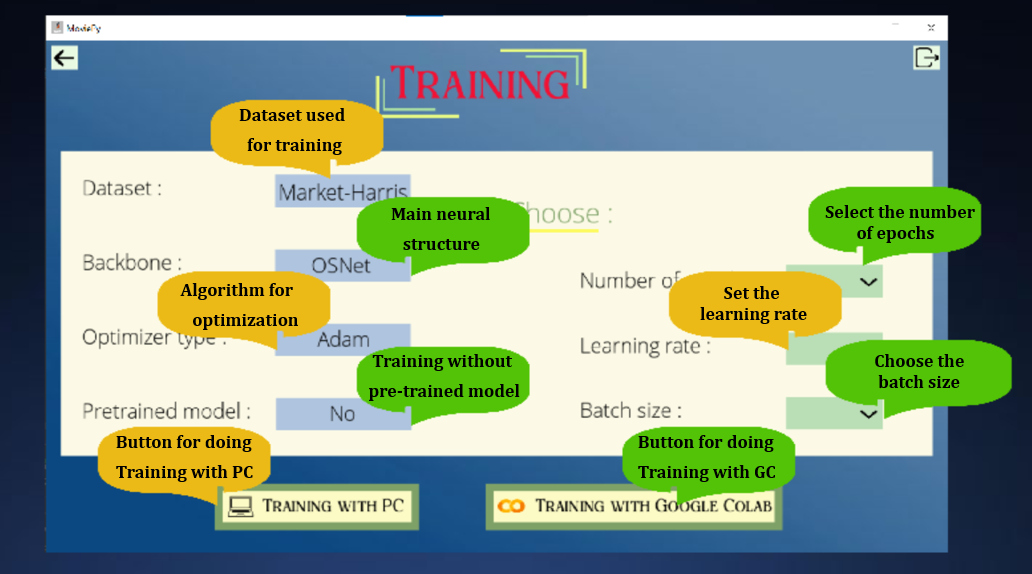 MoviePy
TRAINING
Dataset used
for training
Dataset :
Market-Harris
Choose :
Main neural
structure
Select the number
of epochs
Backbone :
OSNet
Number of
Algorithm for
optimization
Set the
learning rate
Optimizer type :
Adam
Learning rate :
Training without
pre-trained model
Choose the
batch size
Pretrained model :
No
Batch size :
Button for doing
Training with PC
Button for doing
Training with GC
TRAINING WITH PC
TRAINING WITH GOOGLE COLAB